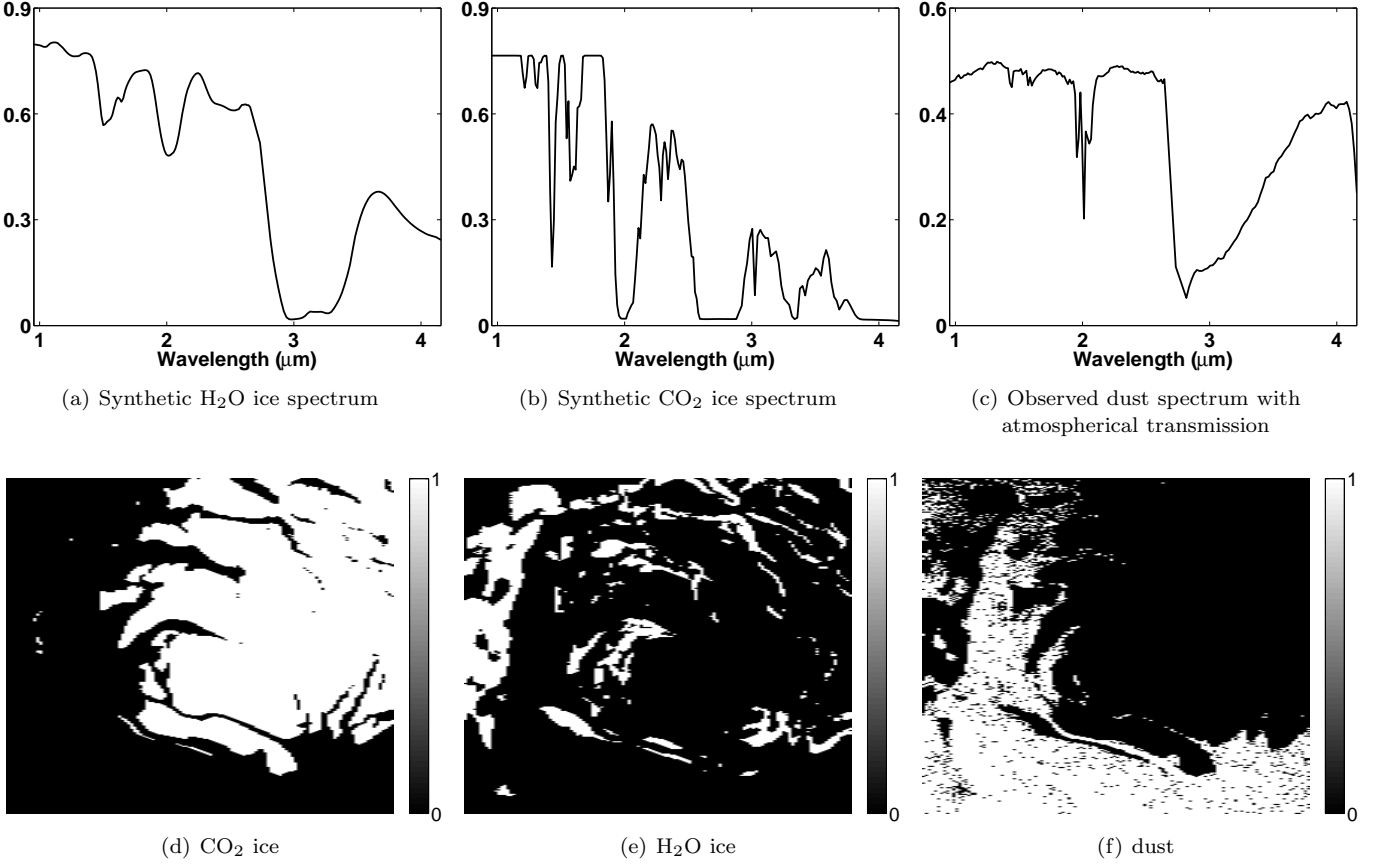 0.9
0.6
0.3
0
1 2 3 4
Wavelength (μm)
(a) Synthetic H₂O ice spectrum
0.9
0.6
0.3
0
1 2 3 4
Wavelength (μm)
(b) Synthetic CO₂ ice spectrum
0.6
0.4
0.2
0
1 2 3 4
Wavelength (μm)
(c) Observed dust spectrum with
atmospherical transmission
1
0
(d) CO₂ ice
1
0
(e) H₂O ice
1
0
(f) dust